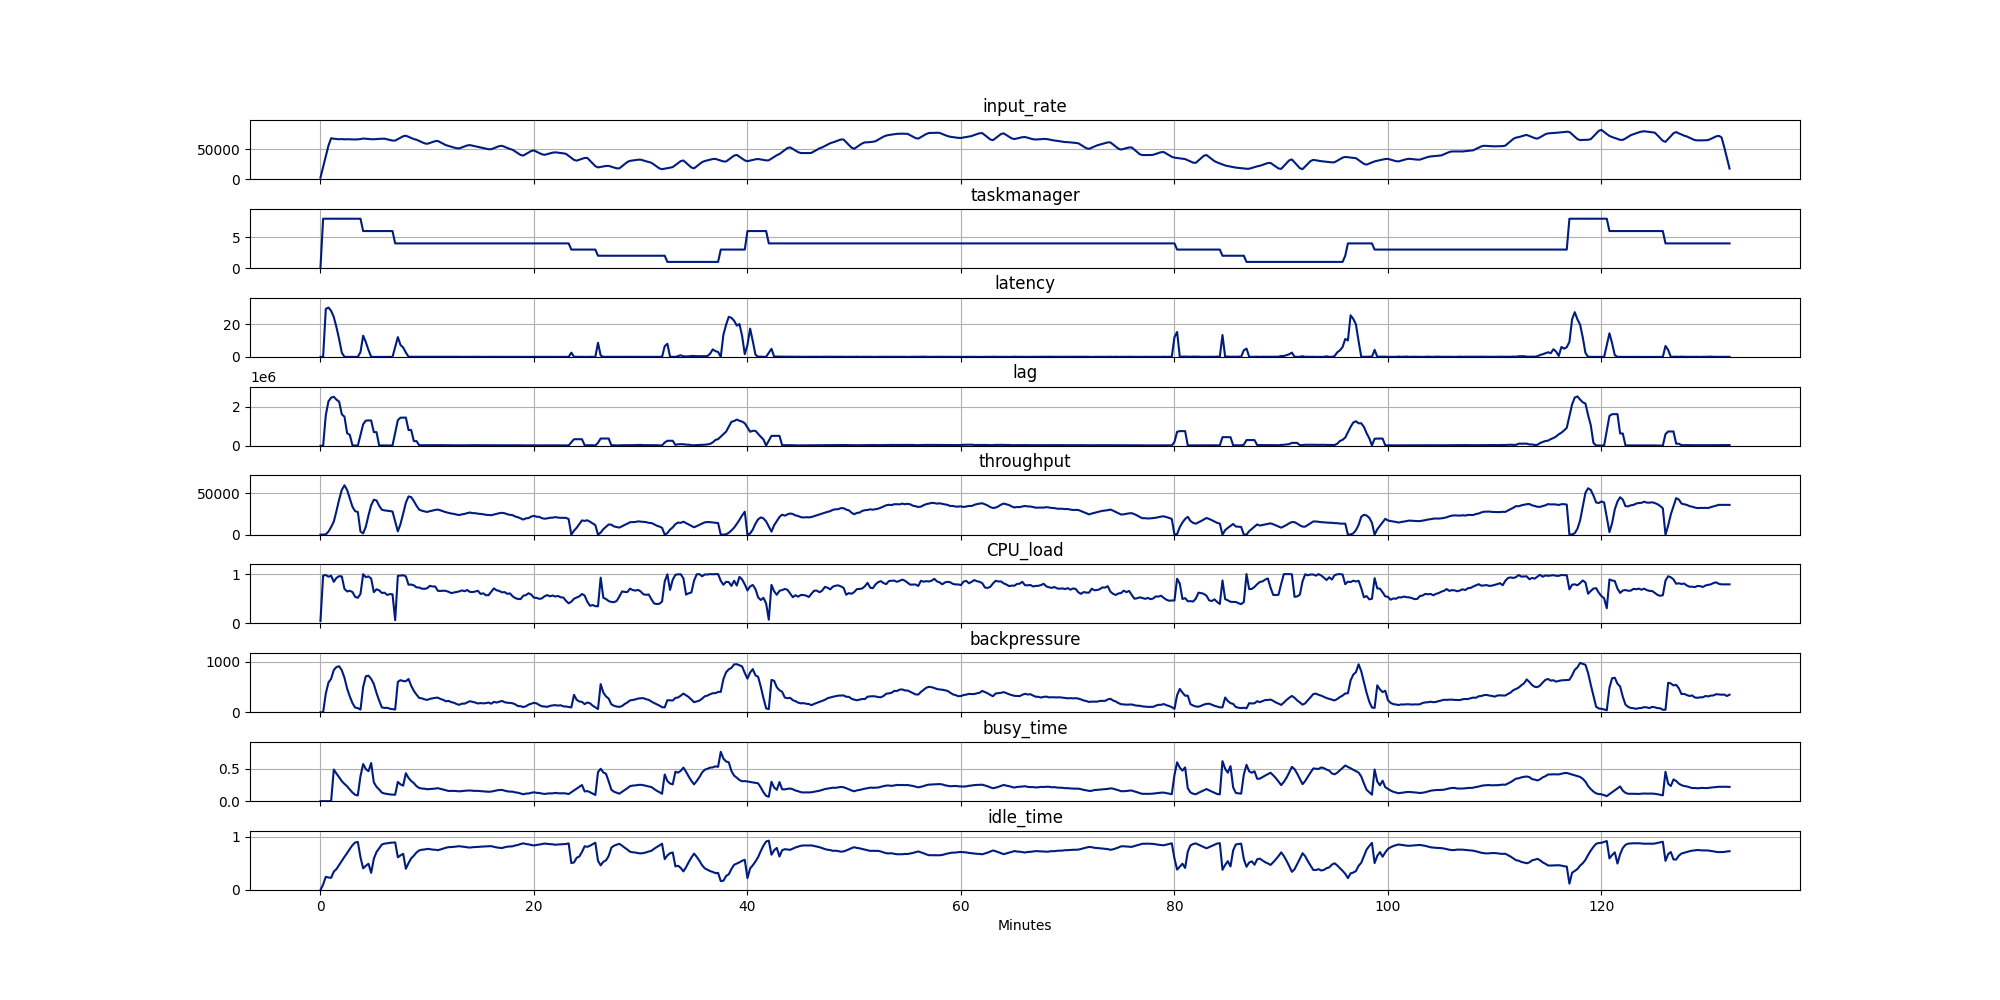 input_rate
50000
0
taskmanager
5
0
latency
20
0
1e6
lag
2
0
throughput
50000
0
CPU_load
1
0
backpressure
1000
0
busy_time
0.5
0.0
idle_time
1
0
0 20 40 60 80 100 120
Minutes